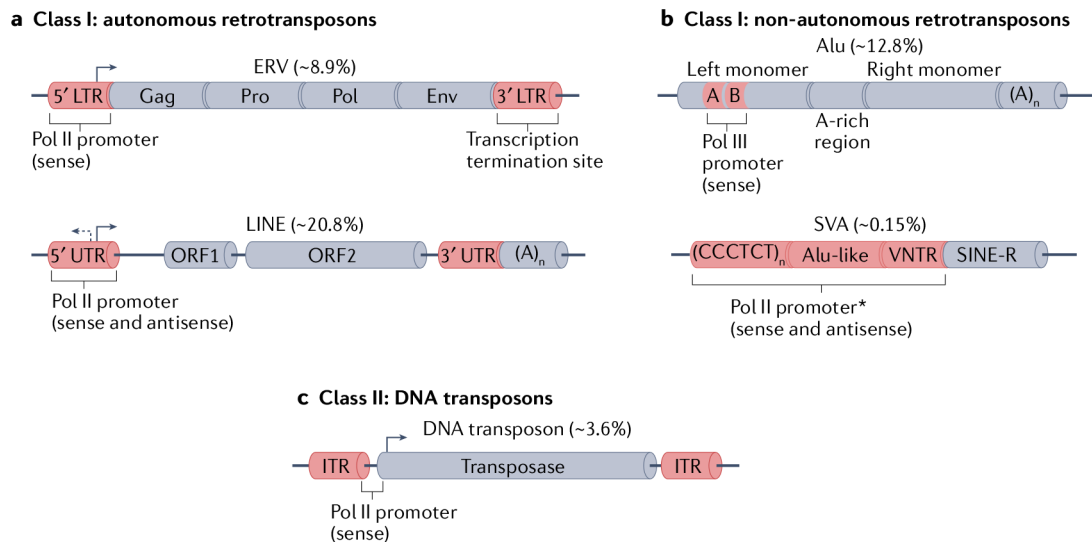 a Class I: autonomous retrotransposons
ERV (~8.9%)
5′ LTR Gag Pro Pol Env 3′ LTR
Pol II promoter
(sense)
Transcription
termination site
LINE (~20.8%)
5′ UTR ORF1 ORF2 3′ UTR (A)n
Pol II promoter
(sense and antisense)
b Class I: non-autonomous retrotransposons
Alu (~12.8%)
Left monomer Right monomer
A B (A)n
Pol III
promoter
(sense)
A-rich
region
SVA (~0.15%)
(CCCTCT)n Alu-like VNTR SINE-R
Pol II promoter*
(sense and antisense)
c Class II: DNA transposons
DNA transposon (~3.6%)
ITR Transposase ITR
Pol II promoter
(sense)